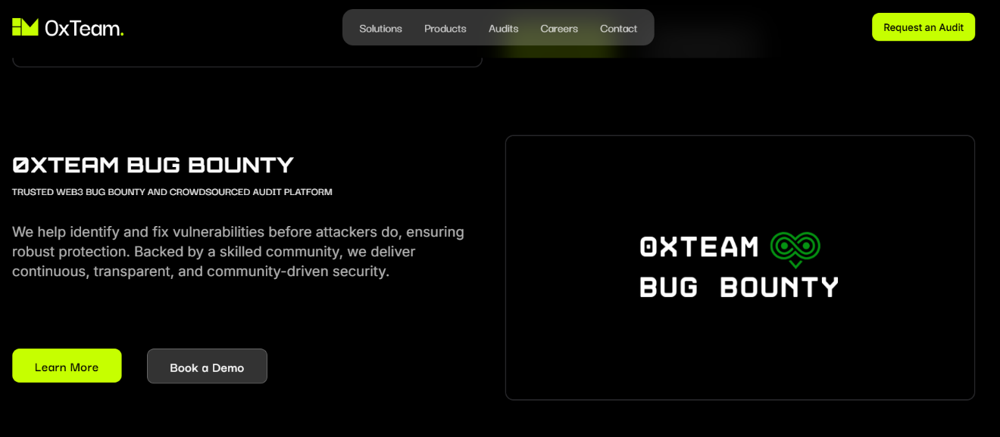 0xTeam.
Solutions Products Audits Careers Contact
Request an Audit
0XTEAM BUG BOUNTY
TRUSTED WEB3 BUG BOUNTY AND CROWDSOURCED AUDIT PLATFORM
We help identify and fix vulnerabilities before attackers do, ensuring
robust protection. Backed by a skilled community, we deliver
continuous, transparent, and community-driven security.
Learn More
Book a Demo
0XTEAM
BUG BOUNTY